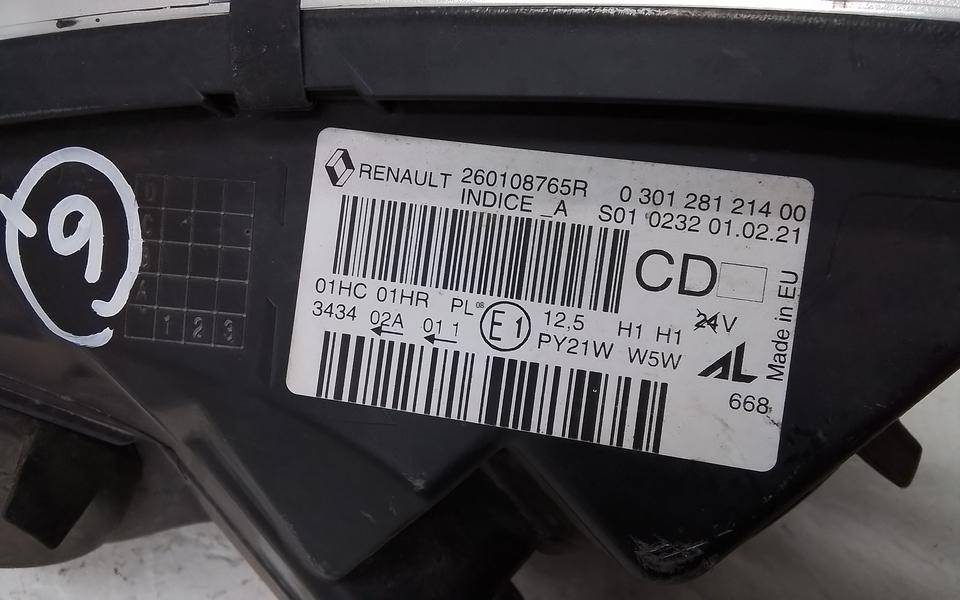 9
D
C
B
A
1 2 3
RENAULT 260108765R 0 301 281 214 00
INDICE _A S01 0232 01.02.21
CD
01HC 01HR PL 08 E1 12,5 H1 H1 24V
3434 02A 01 1 PY21W W5W
AL
668
Made in EU